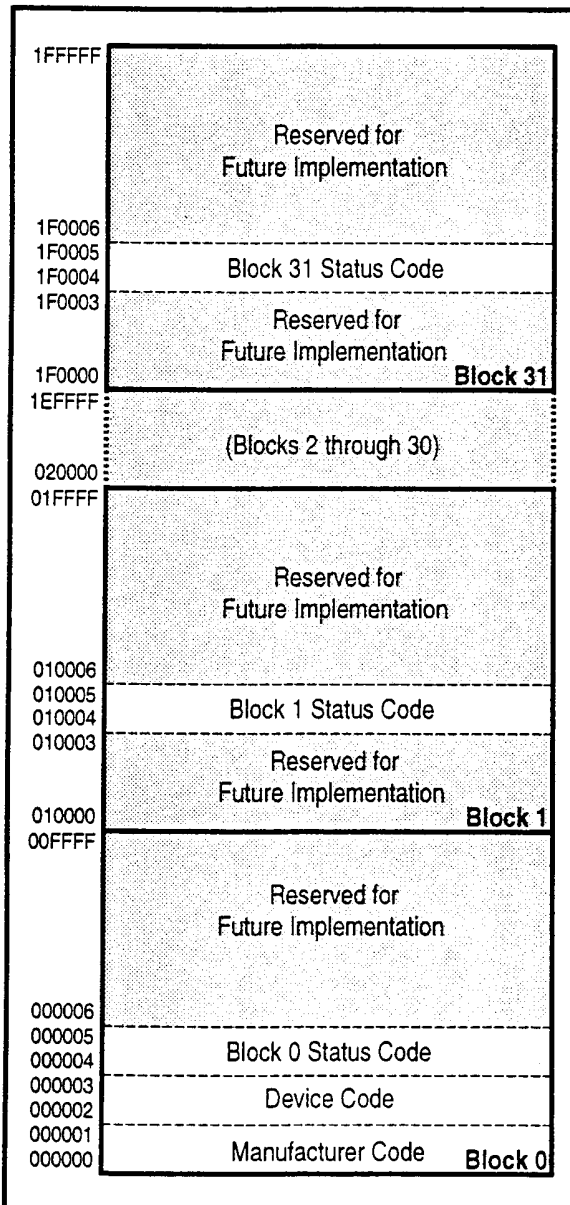 1FFFFF
Reserved for
Future Implementation
1F0006
1F0005
Block 31 Status Code
1F0004
1F0003
Reserved for
Future Implementation
1F0000
Block 31
1EFFFF
(Blocks 2 through 30)
020000
01FFFF
Reserved for
Future Implementation
010006
010005
Block 1 Status Code
010004
010003
Reserved for
Future Implementation
010000
Block 1
00FFFF
Reserved for
Future Implementation
000006
000005
Block 0 Status Code
000004
000003
Device Code
000002
000001
Manufacturer Code
000000
Block 0